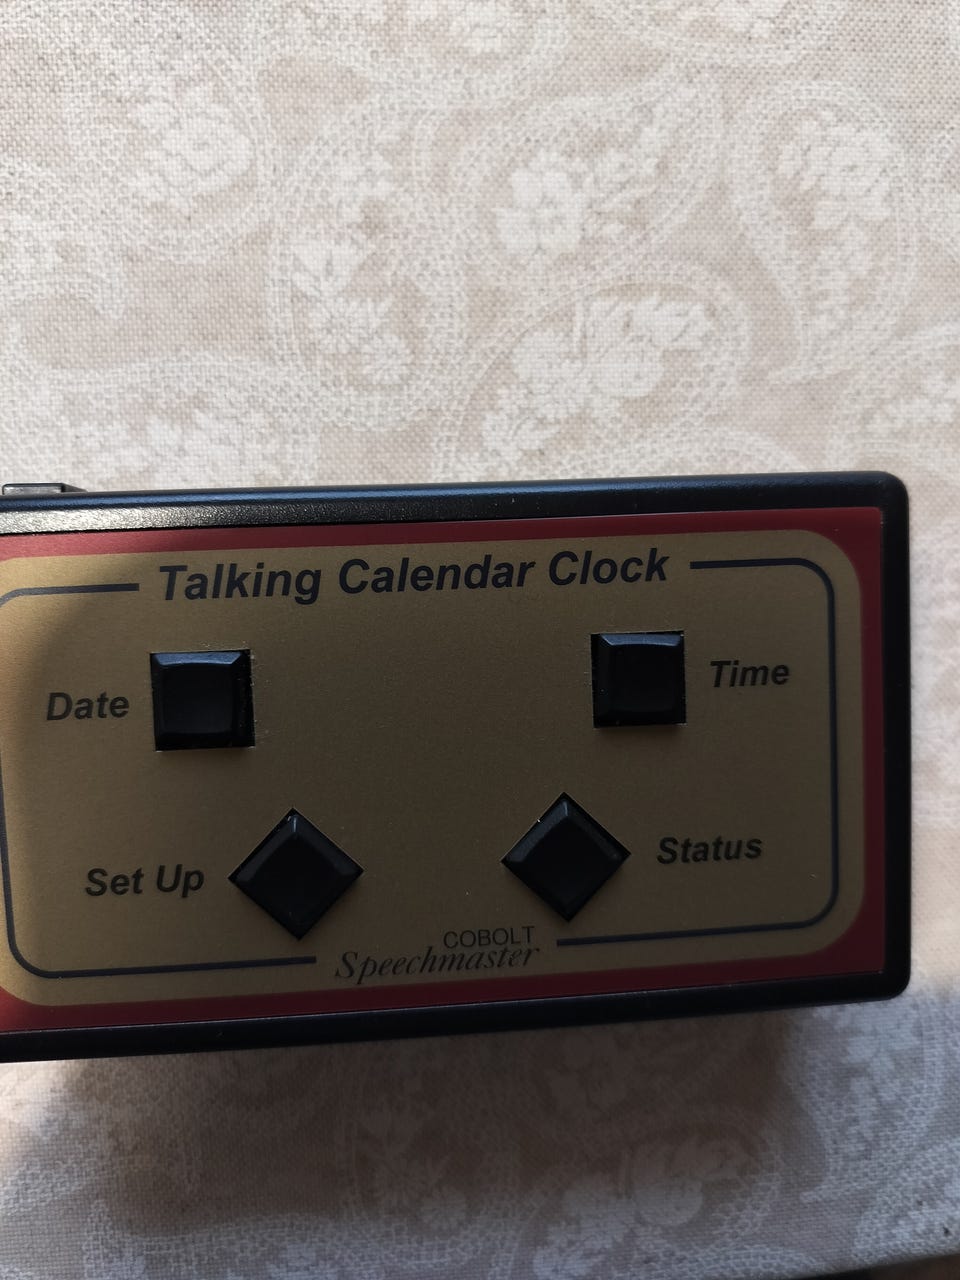 Talking Calendar Clock
Date
Time
Set Up
Status
COBOLT
Speechmaster